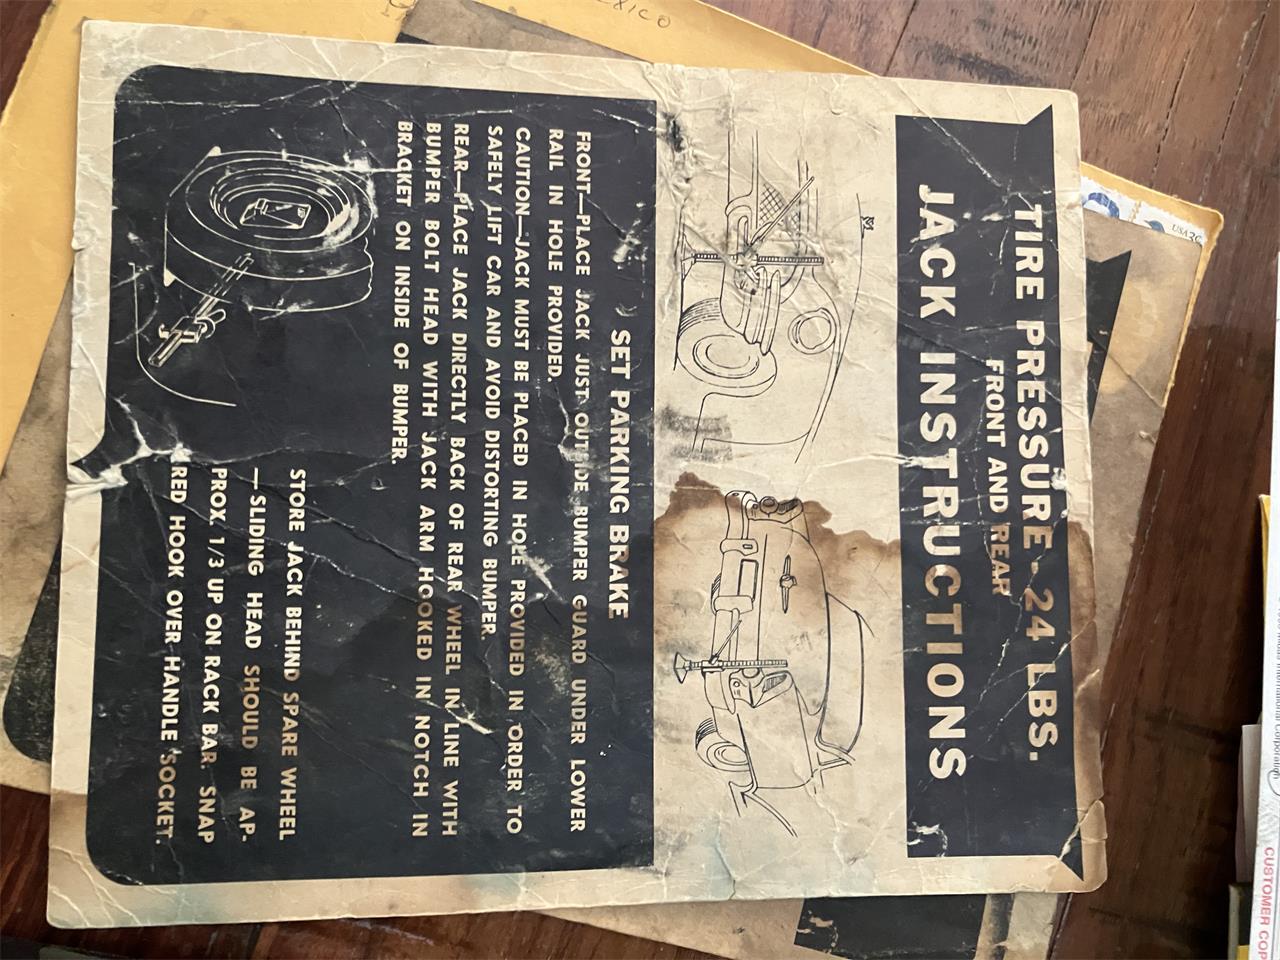 TIRE PRESSURE - 24 LBS.
FRONT AND REAR
JACK INSTRUCTIONS
SET PARKING BRAKE
FRONT—PLACE JACK JUST OUTSIDE BUMPER GUARD UNDER LOWER
RAIL IN HOLE PROVIDED.
CAUTION—JACK MUST BE PLACED IN HOLE PROVIDED IN ORDER TO
SAFELY LIFT CAR AND AVOID DISTORTING BUMPER.
REAR—PLACE JACK DIRECTLY BACK OF REAR WHEEL IN LINE WITH
BUMPER BOLT HEAD WITH JACK ARM HOOKED IN NOTCH IN
BRACKET ON INSIDE OF BUMPER.
STORE JACK BEHIND SPARE WHEEL
—SLIDING HEAD SHOULD BE AP-
PROX 1/3 UP ON RACK BAR. SNAP
RED HOOK OVER HANDLE SOCKET.
USA
CUSTOMER COP
International Corporation